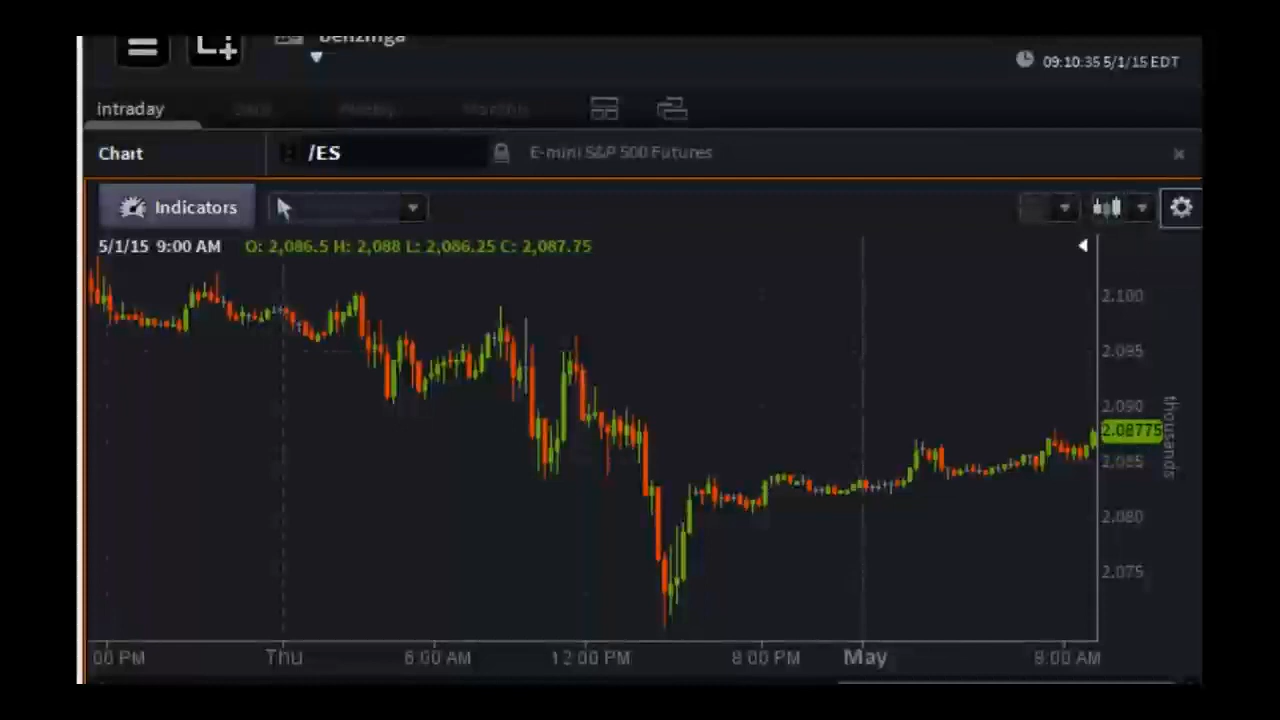 benzinga
09:10:35 5/1/15 EDT
intraday
Monthly
Chart
/ES
E-mini S&P 500 Futures
Indicators
5/1/15 9:00 AM
O: 2,086.5 H: 2,088 L: 2,086.25 C: 2,087.75
2.100
2.095
2.090
2.08775
2.085
2.080
2.075
thousands
00 PM
Thu
6:00 AM
12:00 PM
8:00 PM
May